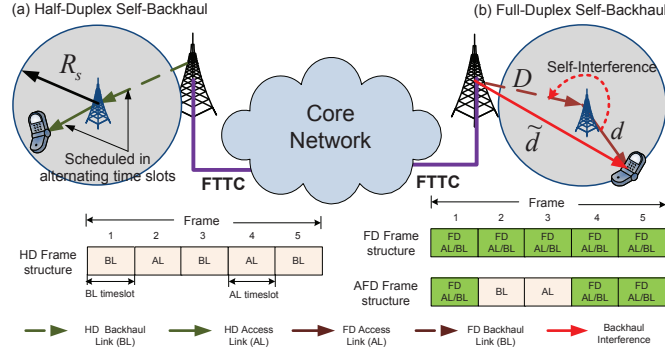 (a) Half-Duplex Self-Backhaul
(b) Full-Duplex Self-Backhaul
R_s
Scheduled in
alternating time slots
Core
Network
FTTC
FTTC
Self-Interference
D
d̃
d
Frame
1 2 3 4 5
HD Frame
structure
BL AL BL AL BL
BL timeslot
AL timeslot
Frame
1 2 3 4 5
FD Frame
structure
FD
AL/BL
FD
AL/BL
FD
AL/BL
FD
AL/BL
FD
AL/BL
AFD Frame
structure
FD
AL/BL
BL
AL
FD
AL/BL
FD
AL/BL
HD Backhaul
Link (BL)
HD Access
Link (AL)
FD Access
Link (AL)
FD Backhaul
Link (BL)
Backhaul
Interference